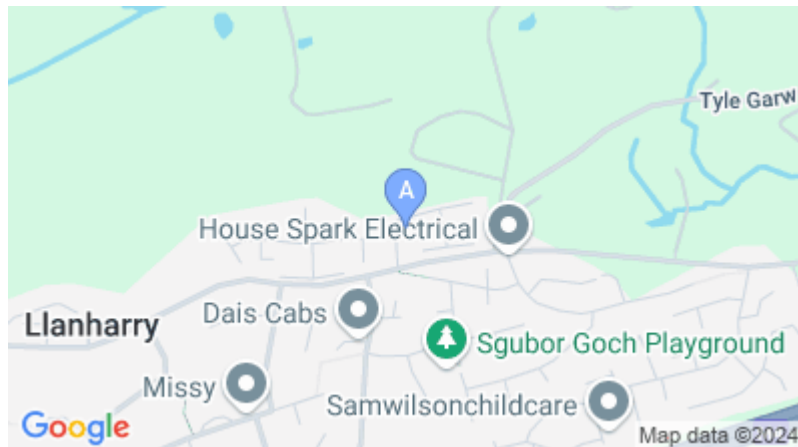 Tyle Garw
A
House Spark Electrical
Dais Cabs
Llanharry
Sgubor Goch Playground
Missy
Samwilsonchildcare
Google
Map data ©2024